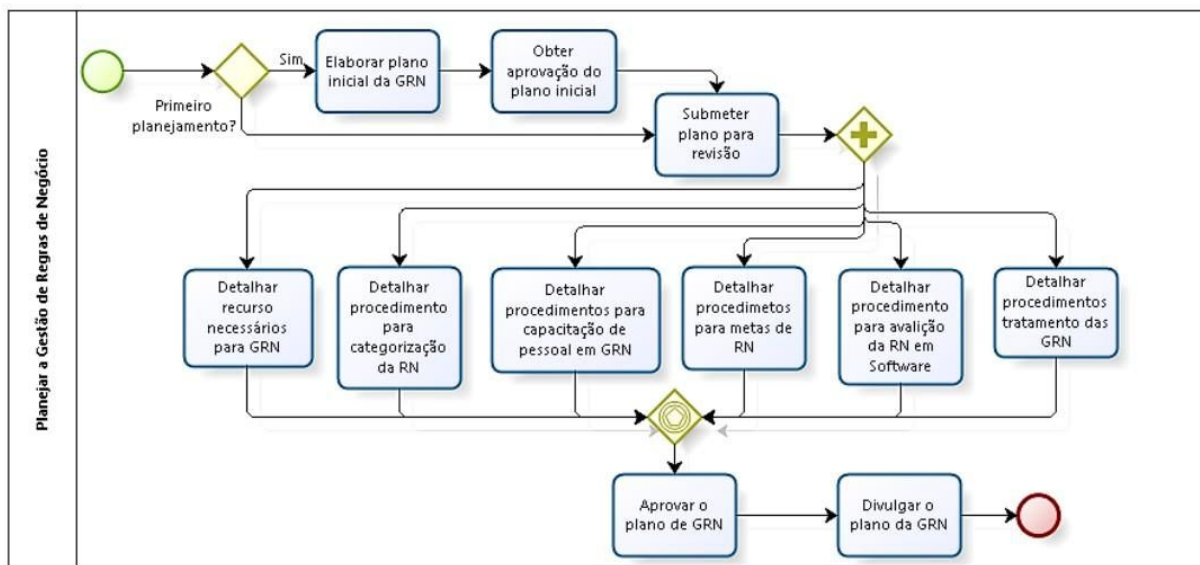 Planejar a Gestão de Regras de Negócio
Primeiro
planejamento?
Sim
Elaborar plano
inicial da GRN
Obter
aprovação do
plano inicial
Submeter
plano para
revisão
Detalhar
recurso
necessários
para GRN
Detalhar
procedimento
para
categorização
da RN
Detalhar
procedimentos para
capacitação de
pessoal em GRN
Detalhar
procedimetos
para metas de
RN
Detalhar
procedimento
para avalição
da RN em
Software
Detalhar
procedimentos
tratamento das
GRN
Aprovar o
plano de GRN
Divulgar o
plano da GRN